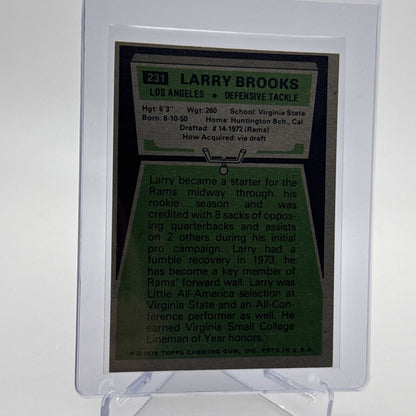 231 LARRY BROOKS
LOS ANGELES • DEFENSIVE TACKLE
Hgt: 6'3" Wgt: 260 School: Virginia State
Born: 6-10-50 Home: Huntington Bch., Cal.
Drafted: #14-1972 (Rams)
How Acquired: via draft
Larry became a starter for the
Rams midway through his
rookie season and was
credited with 8 sacks of oppos-
ing quarterbacks and assists
on 2 others during his initial
pro campaign. Larry had a
fumble recovery in 1973, he
has become a key member of
Rams' forward wall. Larry was
Little All-America selection at
Virginia State and an All-Con-
ference performer as well. He
earned Virginia Small College
Lineman of Year honors.
© 1975 TOPPS CHEWING GUM, INC. PRTD IN U.S.A.